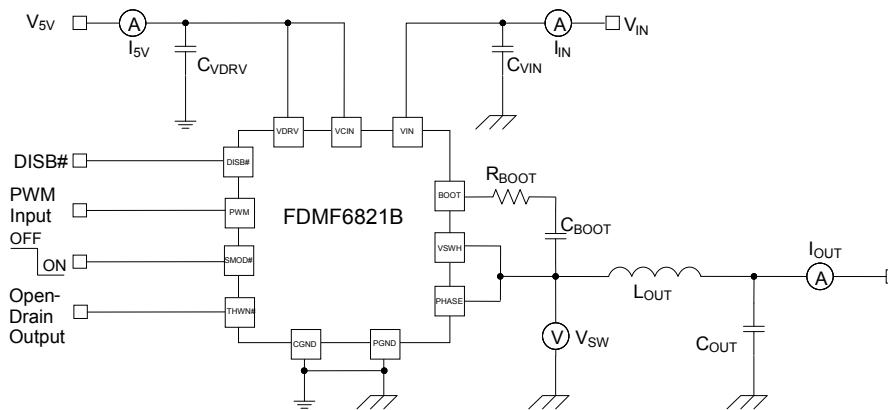 V5V
A
I5V
CVDRV
CVIN
A
IIN
VIN
VDRV
VCIN
VIN
DISB#
DISB#
PWM
Input
PWM
OFF
ON
SMOD#
Open-
Drain
Output
THWN#
FDMF6821B
BOOT
RBOOT
CBOOT
VSWH
PHASE
LOUT
IOUT
A
V
VSW
COUT
CGND
PGND